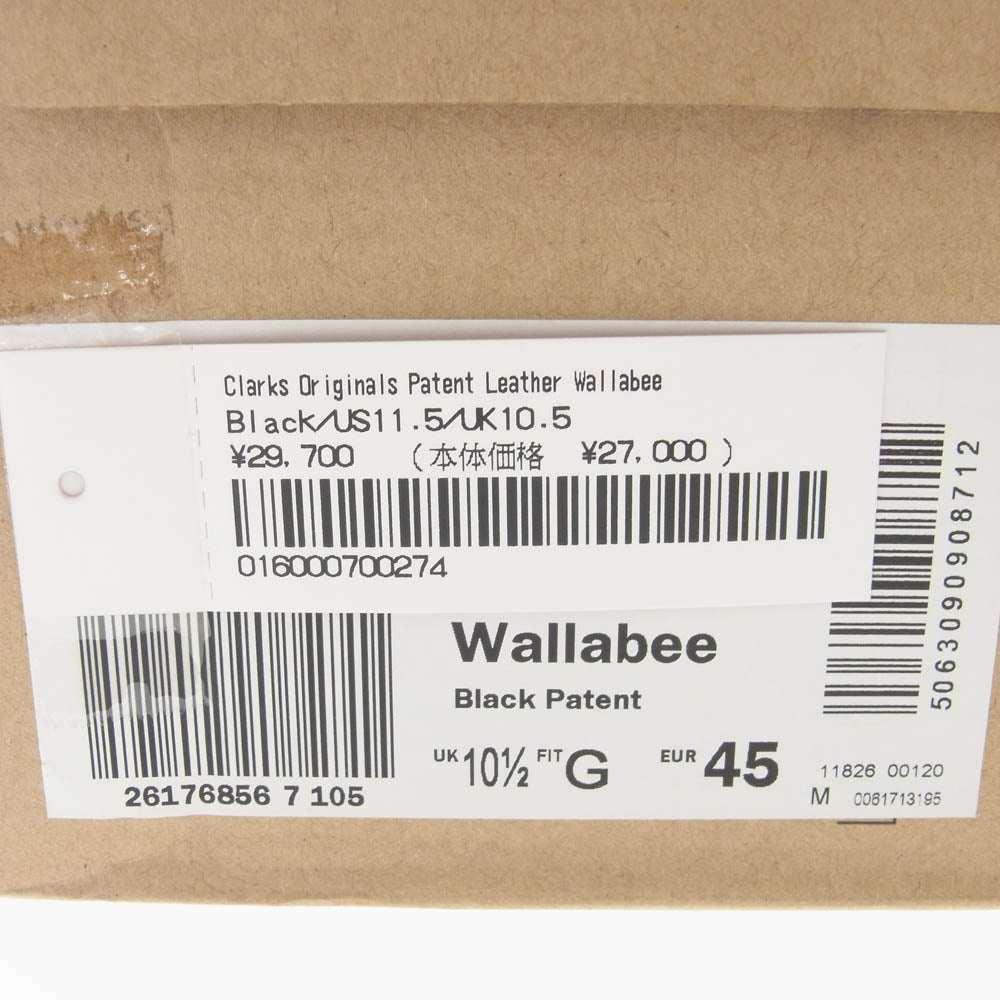 Clarks Originals Patent Leather Wallabee
Black/US11.5/UK10.5
¥29,700 (本体価格 ¥27,000)
016000700274
5063090908712
Wallabee
Black Patent
UK 10½ FIT G EUR 45
26176856 7 105
11826 00120
M 0061713195